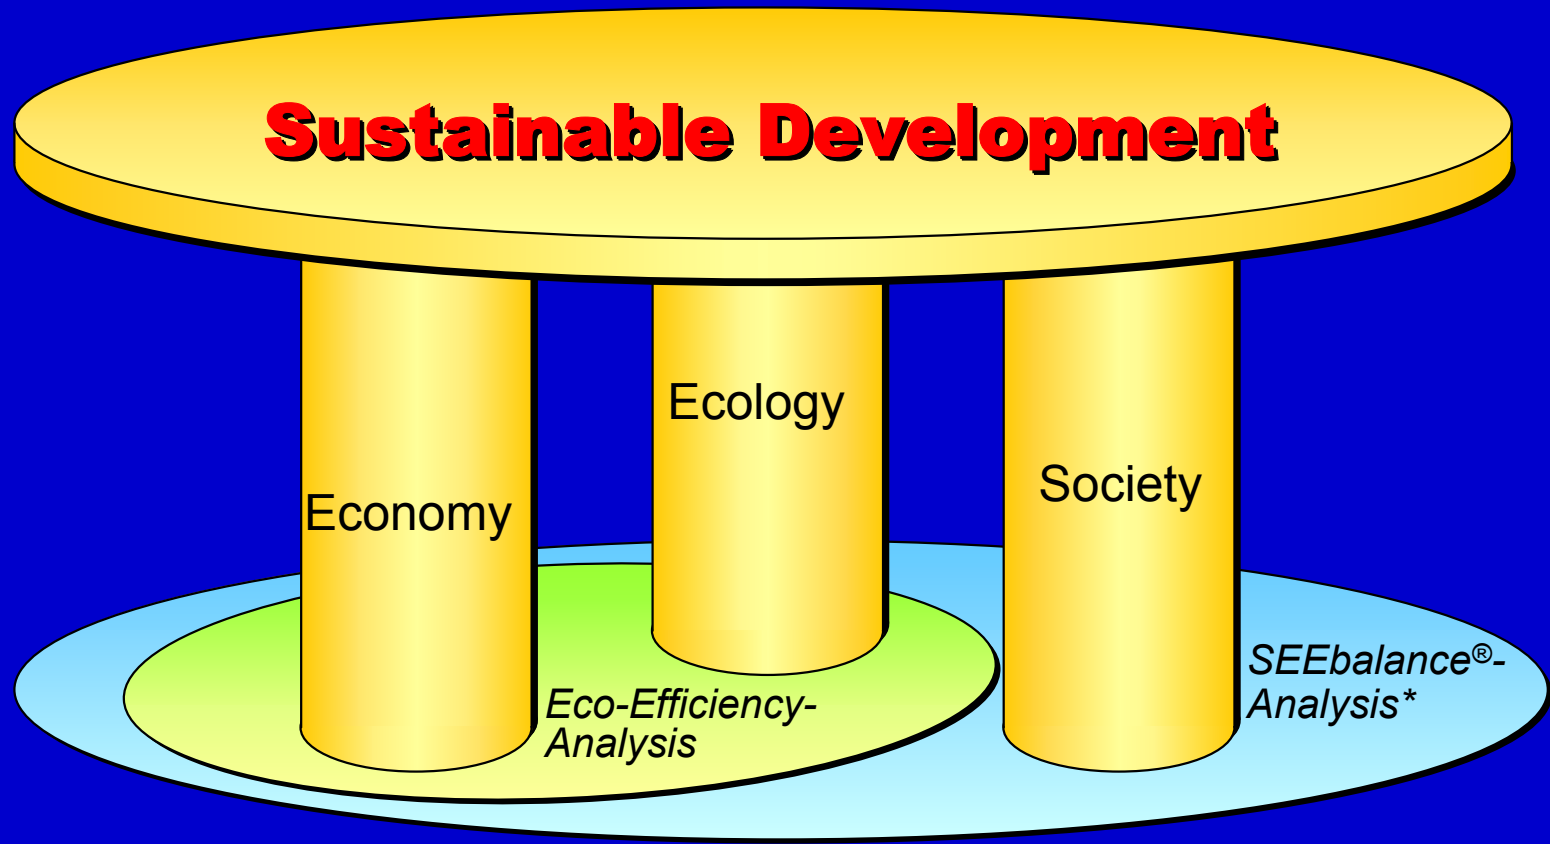 Sustainable Development
Ecology
Society
Economy
SEEbalance®-
Analysis*
Eco-Efficiency-
Analysis